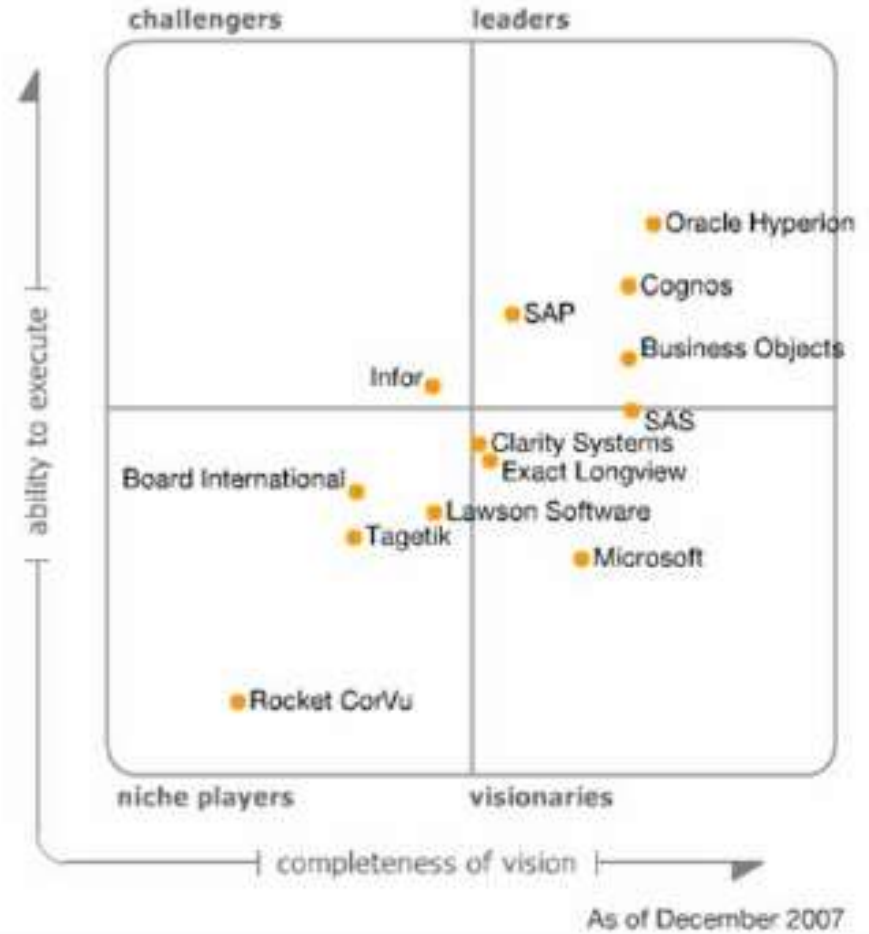 challengers
leaders
Oracle Hyperion
Cognos
SAP
Business Objects
Infor
SAS
Clarity Systems
Exact Longview
Board International
Lawson Software
Tagetik
Microsoft
Rocket CorVu
niche players
visionaries
ability to execute
completeness of vision
As of December 2007